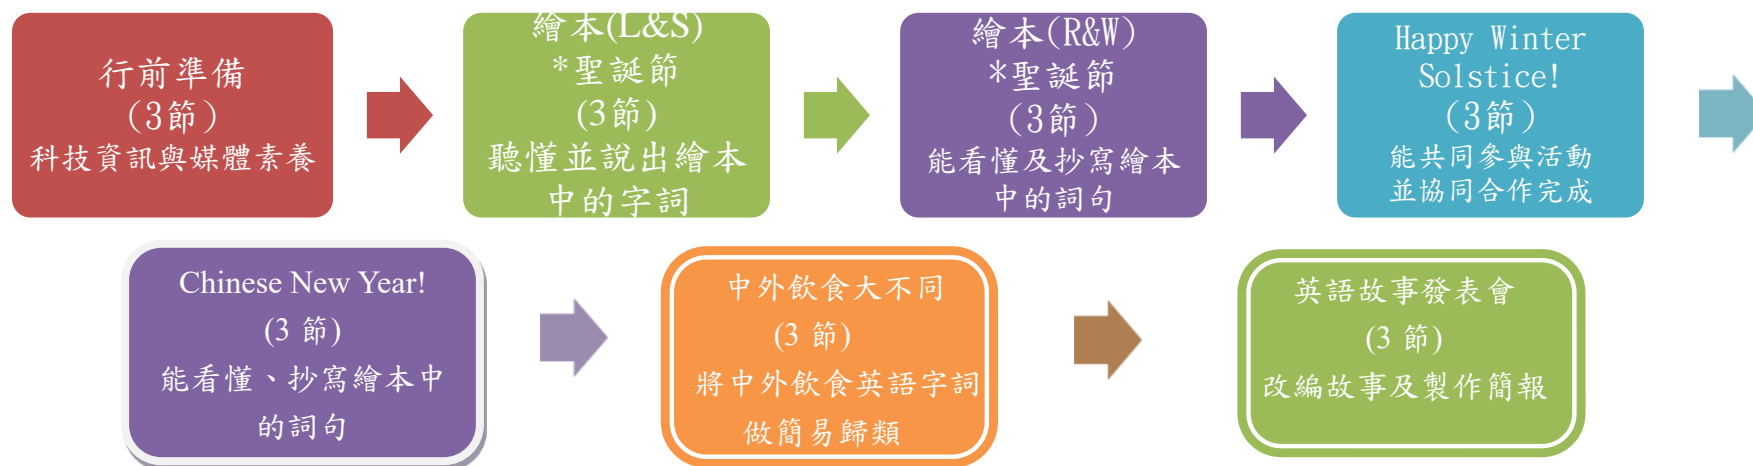 行前準備
(3節)
科技資訊與媒體素養
繪本(L&S)
*聖誕節
(3節)
聽懂並說出繪本
中的字詞
繪本(R&W)
*聖誕節
(3節)
能看懂及抄寫繪本
中的詞句
Happy Winter
Solstice!
(3節)
能共同參與活動
並協同合作完成
Chinese New Year!
(3 節)
能看懂、抄寫繪本中
的詞句
中外飲食大不同
(3 節)
將中外飲食英語字詞
做簡易歸類
英語故事發表會
(3 節)
改編故事及製作簡報